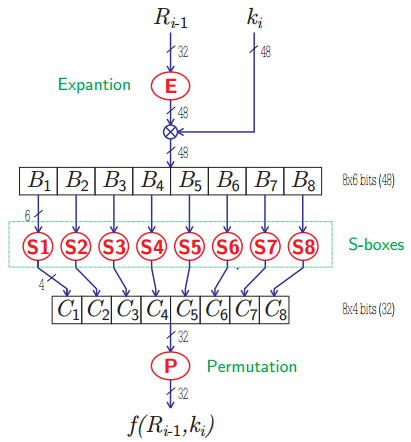 R_{i-1} k_i
32
48
Expantion E
48
⊗
48
B_1 B_2 B_3 B_4 B_5 B_6 B_7 B_8 8x6 bits (48)
6
S1 S2 S3 S4 S5 S6 S7 S8 S-boxes
4
C_1 C_2 C_3 C_4 C_5 C_6 C_7 C_8 8x4 bits (32)
32
P Permutation
32
f(R_{i-1},k_i)